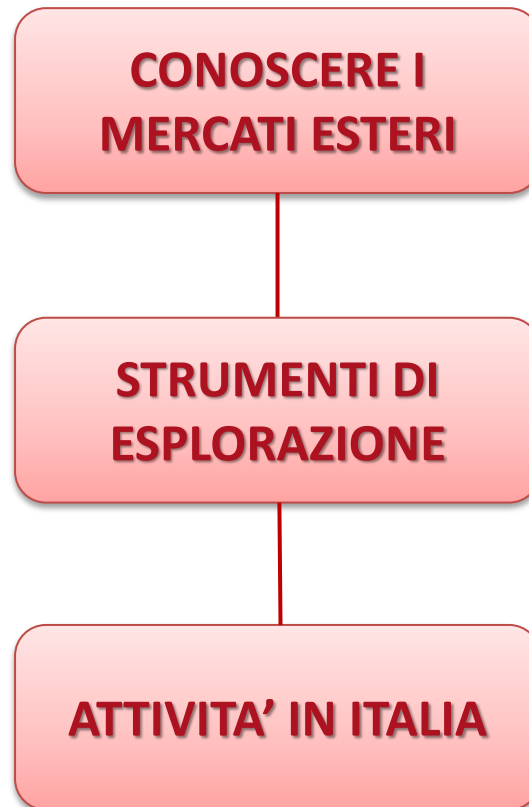 CONOSCERE I
MERCATI ESTERI
STRUMENTI DI
ESPLORAZIONE
ATTIVITA’ IN ITALIA